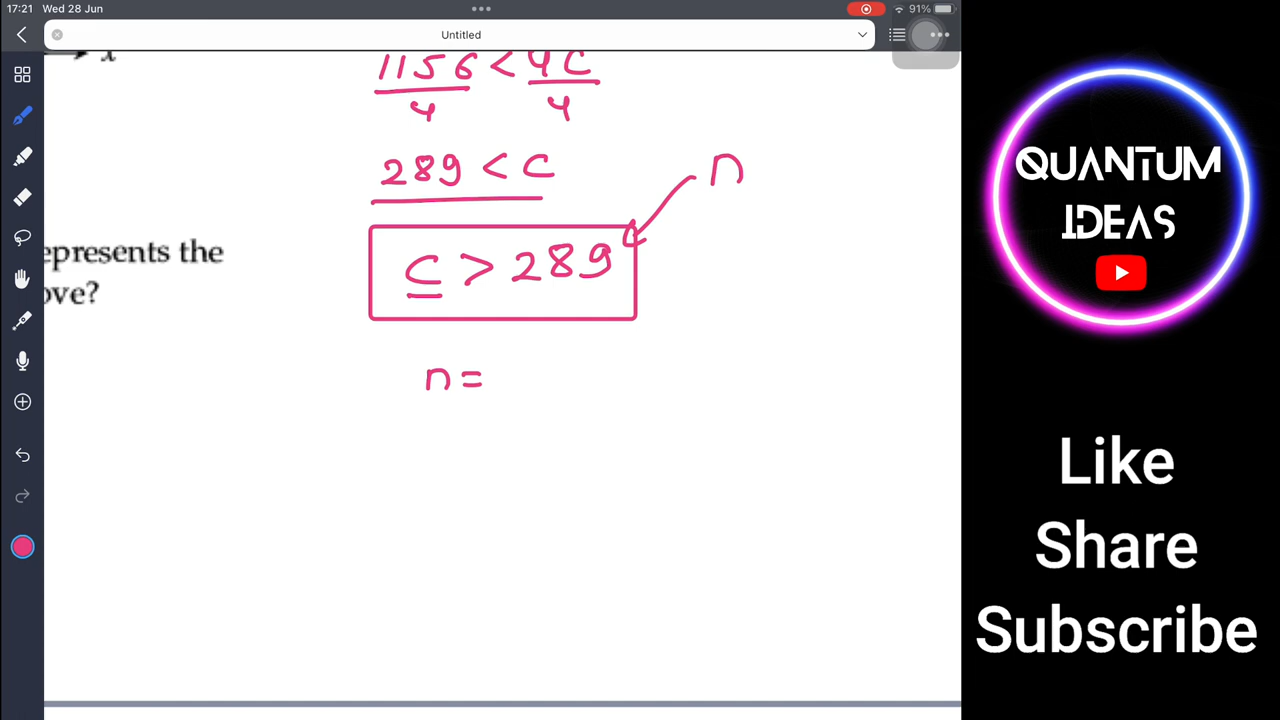 17:21 Wed 28 Jun
91%
Untitled
x
1156 < 4C
4 4
289 < C
n
C > 289
n =
epresents the
ove?
QUANTUM
IDEAS
Like
Share
Subscribe